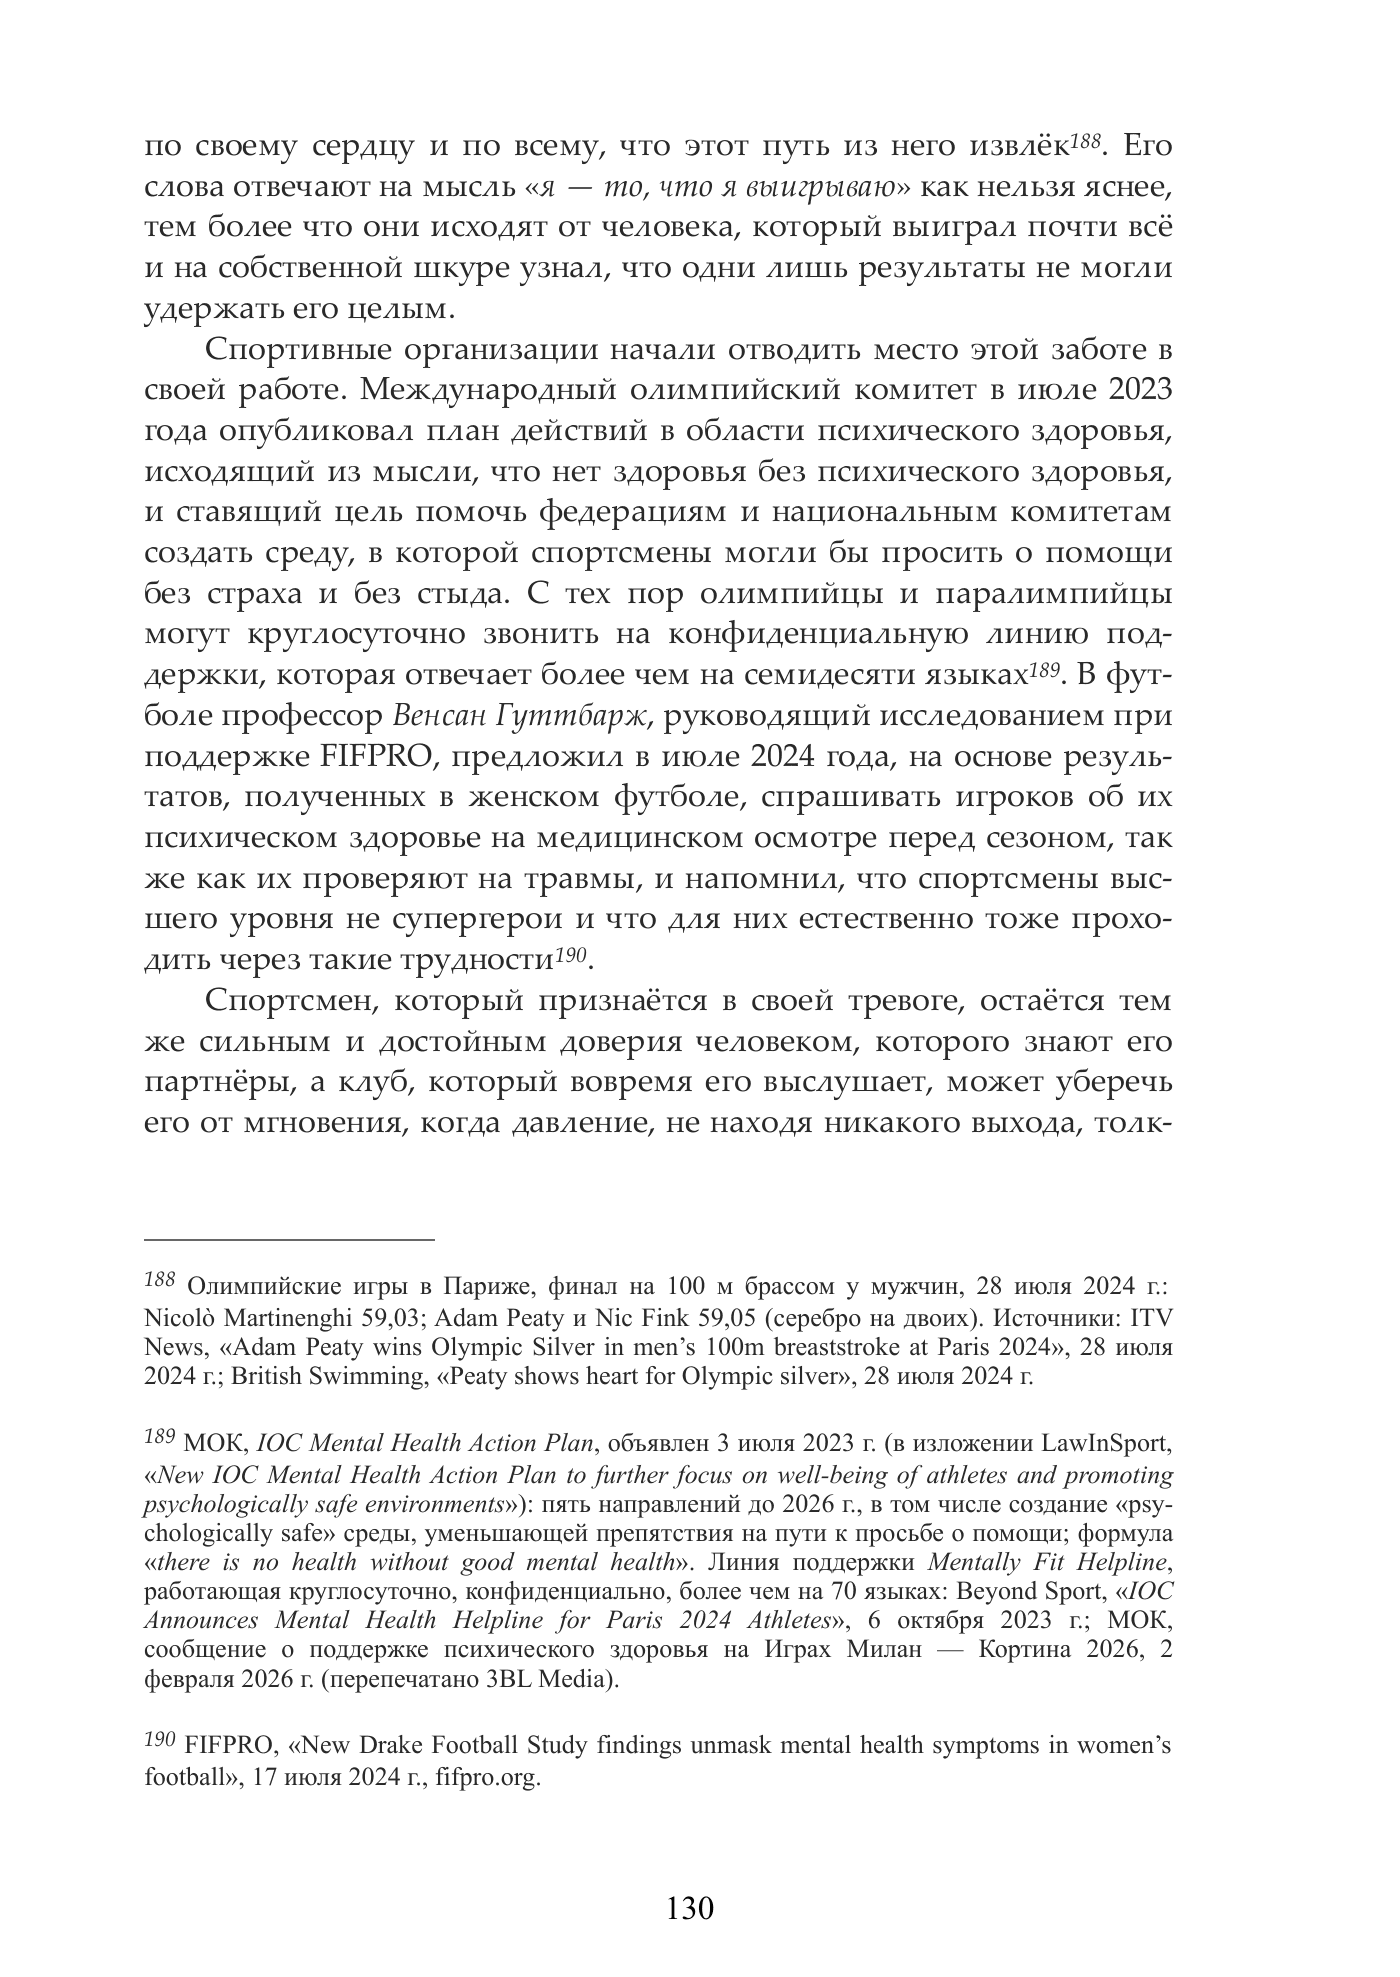 по своему сердцу и по всему, что этот путь из него извлёк188. Его
слова отвечают на мысль «я — то, что я выигрываю» как нельзя яснее,
тем более что они исходят от человека, который выиграл почти всё
и на собственной шкуре узнал, что одни лишь результаты не могли
удержать его целым.
Спортивные организации начали отводить место этой заботе в
своей работе. Международный олимпийский комитет в июле 2023
года опубликовал план действий в области психического здоровья,
исходящий из мысли, что нет здоровья без психического здоровья,
и ставящий цель помочь федерациям и национальным комитетам
создать среду, в которой спортсмены могли бы просить о помощи
без страха и без стыда. С тех пор олимпийцы и паралимпийцы
могут круглосуточно звонить на конфиденциальную линию под-
держки, которая отвечает более чем на семидесяти языках189. В фут-
боле профессор Венсан Гуттбарж, руководящий исследованием при
поддержке FIFPRO, предложил в июле 2024 года, на основе резуль-
татов, полученных в женском футболе, спрашивать игроков об их
психическом здоровье на медицинском осмотре перед сезоном, так
же как их проверяют на травмы, и напомнил, что спортсмены выс-
шего уровня не супергерои и что для них естественно тоже прохо-
дить через такие трудности190.
Спортсмен, который признаётся в своей тревоге, остаётся тем
же сильным и достойным доверия человеком, которого знают его
партнёры, а клуб, который вовремя его выслушает, может уберечь
его от мгновения, когда давление, не находя никакого выхода, толк-
188 Олимпийские игры в Париже, финал на 100 м брассом у мужчин, 28 июля 2024 г.:
Nicolò Martinenghi 59,03; Adam Peaty и Nic Fink 59,05 (серебро на двоих). Источники: ITV
News, «Adam Peaty wins Olympic Silver in men’s 100m breaststroke at Paris 2024», 28 июля
2024 г.; British Swimming, «Peaty shows heart for Olympic silver», 28 июля 2024 г.
189 МОК, IOC Mental Health Action Plan, объявлен 3 июля 2023 г. (в изложении LawInSport,
«New IOC Mental Health Action Plan to further focus on well-being of athletes and promoting
psychologically safe environments»): пять направлений до 2026 г., в том числе создание «psy-
chologically safe» среды, уменьшающей препятствия на пути к просьбе о помощи; формула
«there is no health without good mental health». Линия поддержки Mentally Fit Helpline,
работающая круглосуточно, конфиденциально, более чем на 70 языках: Beyond Sport, «IOC
Announces Mental Health Helpline for Paris 2024 Athletes», 6 октября 2023 г.; МОК,
сообщение о поддержке психического здоровья на Играх Милан — Кортина 2026, 2
февраля 2026 г. (перепечатано 3BL Media).
190 FIFPRO, «New Drake Football Study findings unmask mental health symptoms in women’s
football», 17 июля 2024 г., fifpro.org.
130